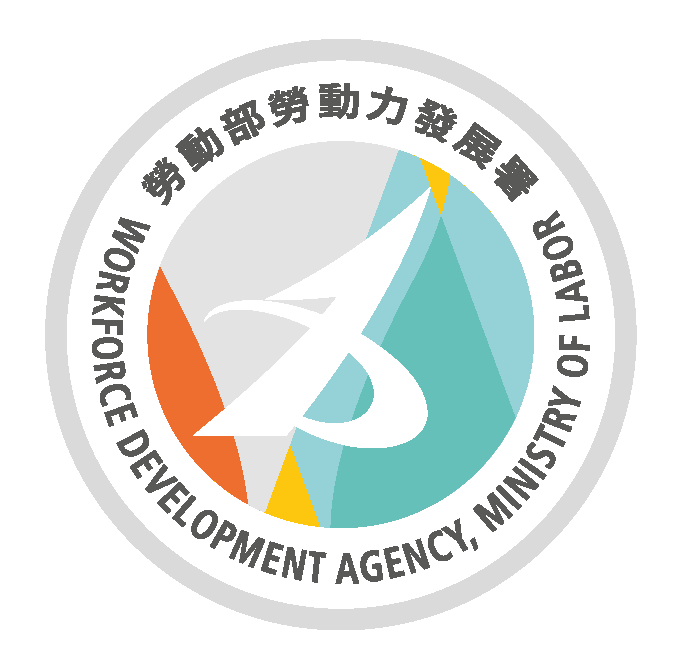 勞動部勞動力發展署
WORKFORCE DEVELOPMENT AGENCY, MINISTRY OF LABOR